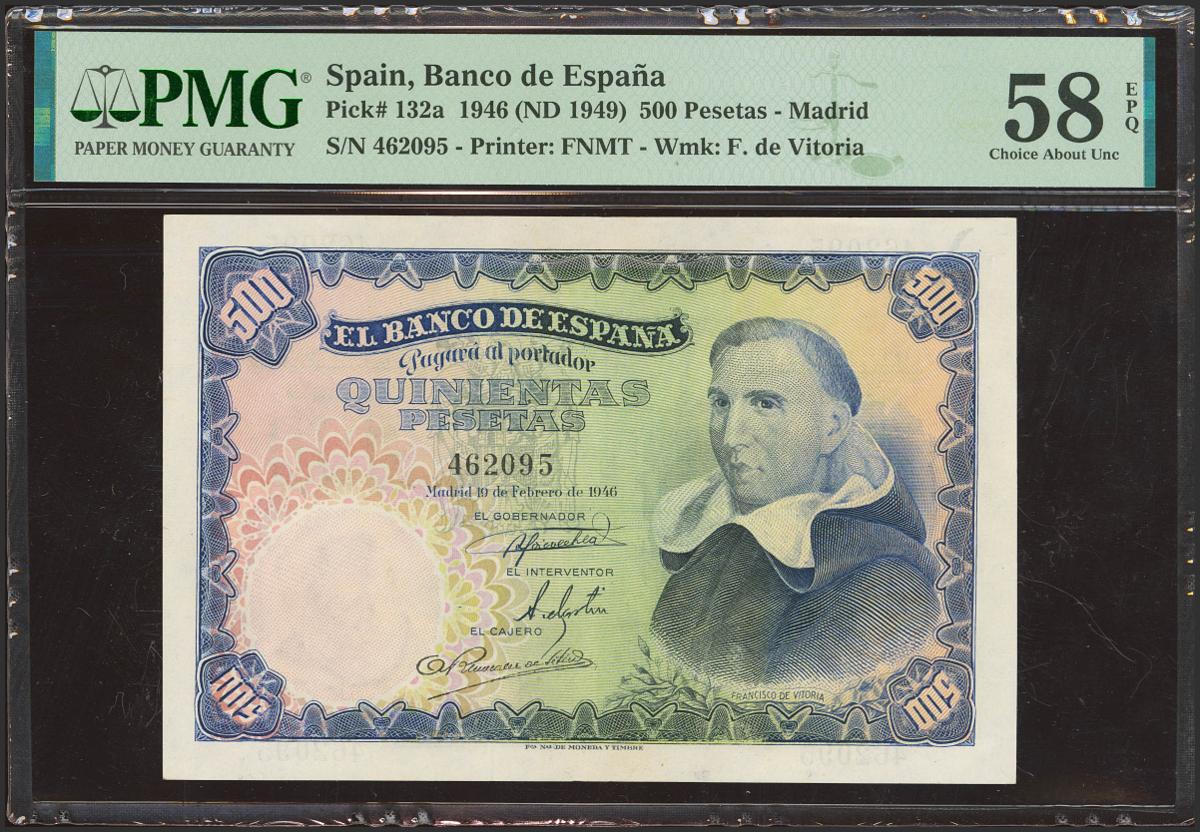 PMG®
PAPER MONEY GUARANTY
Spain, Banco de España
Pick# 132a 1946 (ND 1949) 500 Pesetas - Madrid
S/N 462095 - Printer: FNMT - Wmk: F. de Vitoria
58
EPQ
Choice About Unc
500
500
EL BANCO DE ESPAÑA
Pagará al portador
QUINIENTAS
PESETAS
462095
Madrid 19 de Febrero de 1946
EL GOBERNADOR
EL INTERVENTOR
EL CAJERO
FRANCISCO DE VITORIA
500
500
Fca Nal DE MONEDA Y TIMBRE